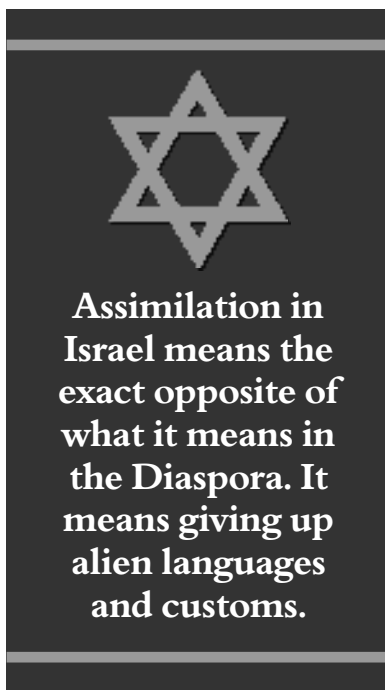 Assimilation in
Israel means the
exact opposite of
what it means in
the Diaspora. It
means giving up
alien languages
and customs.